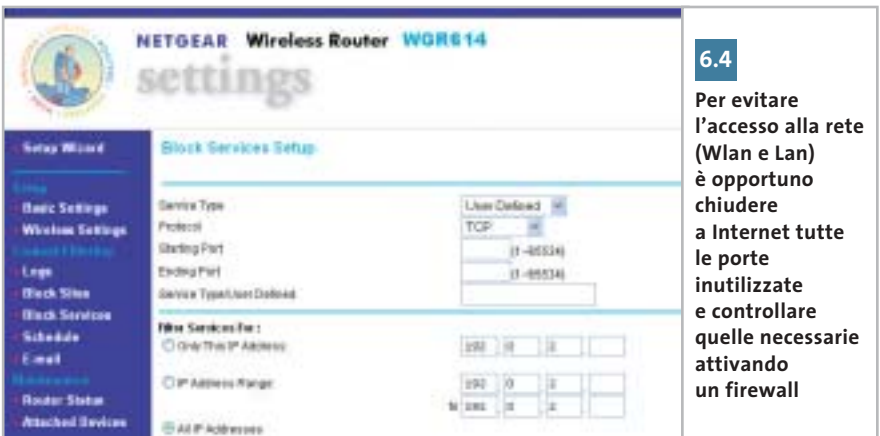 NETGEAR Wireless Router WGR614
settings
Setup Wizard
Setup
Basic Settings
Wireless Settings
Content Filtering
Logs
Block Sites
Block Services
Schedule
E-mail
Maintenance
Router Status
Attached Devices
Block Services Setup
Service Type
User Defined
Protocol
TCP
Starting Port
(1~65534)
Ending Port
(1~65534)
Service Type/User Defined
Filter Services For :
Only This IP Address:
192 0
IP Address Range:
192 0
to 192 0
All IP Addresses
6.4
Per evitare
l'accesso alla rete
(Wlan e Lan)
è opportuno
chiudere
a Internet tutte
le porte
inutilizzate
e controllare
quelle necessarie
attivando
un firewall